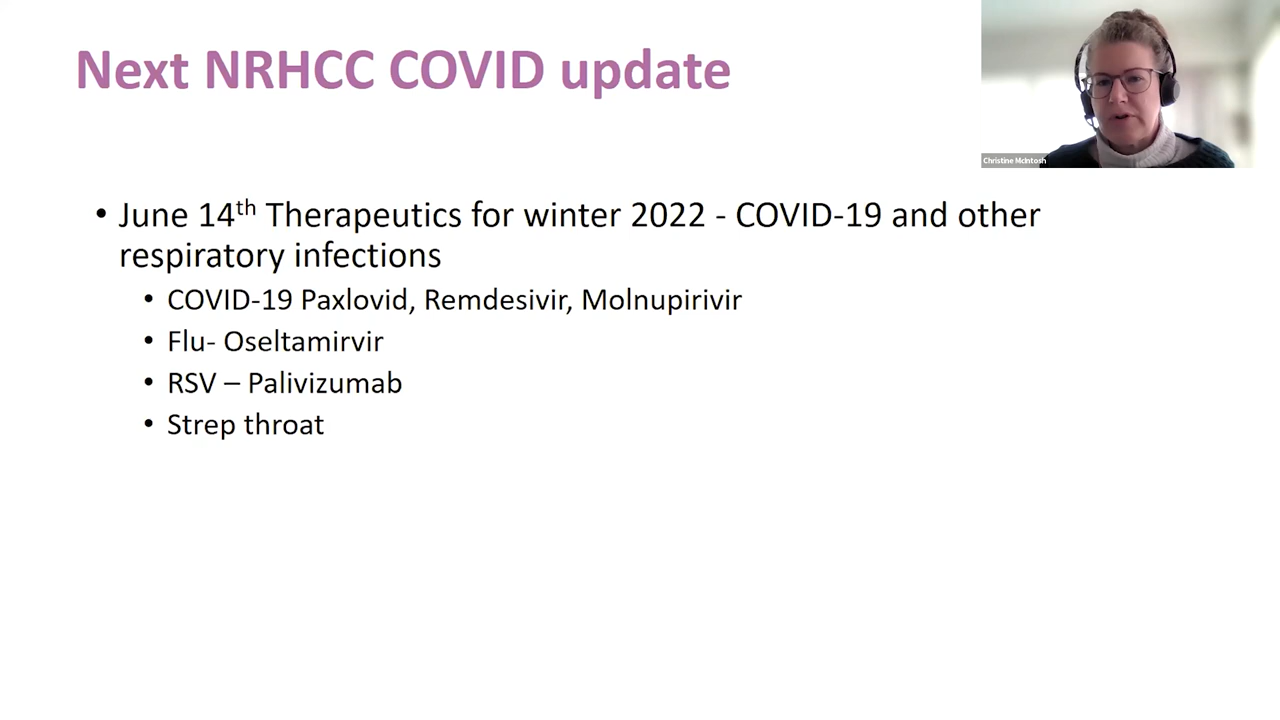 Next NRHCC COVID update
Christine McIntosh
• June 14th Therapeutics for winter 2022 - COVID-19 and other
respiratory infections
• COVID-19 Paxlovid, Remdesivir, Molnupirivir
• Flu- Oseltamirvir
• RSV – Palivizumab
• Strep throat